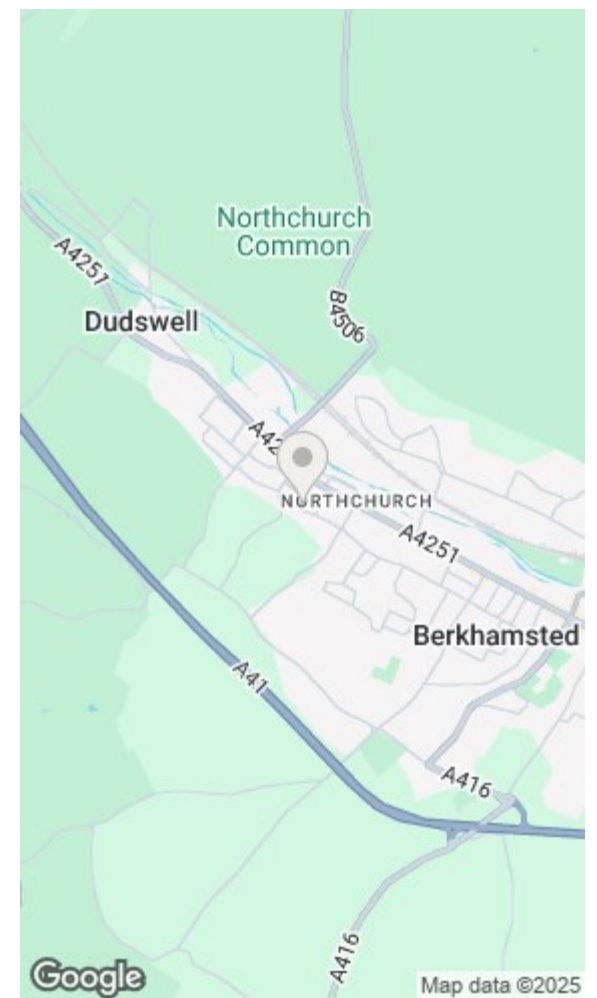 Northchurch
Common
A4251
B4506
Dudswell
NORTHCHURCH
A4251
Berkhamsted
A41
A416
A416
Google
Map data ©2025